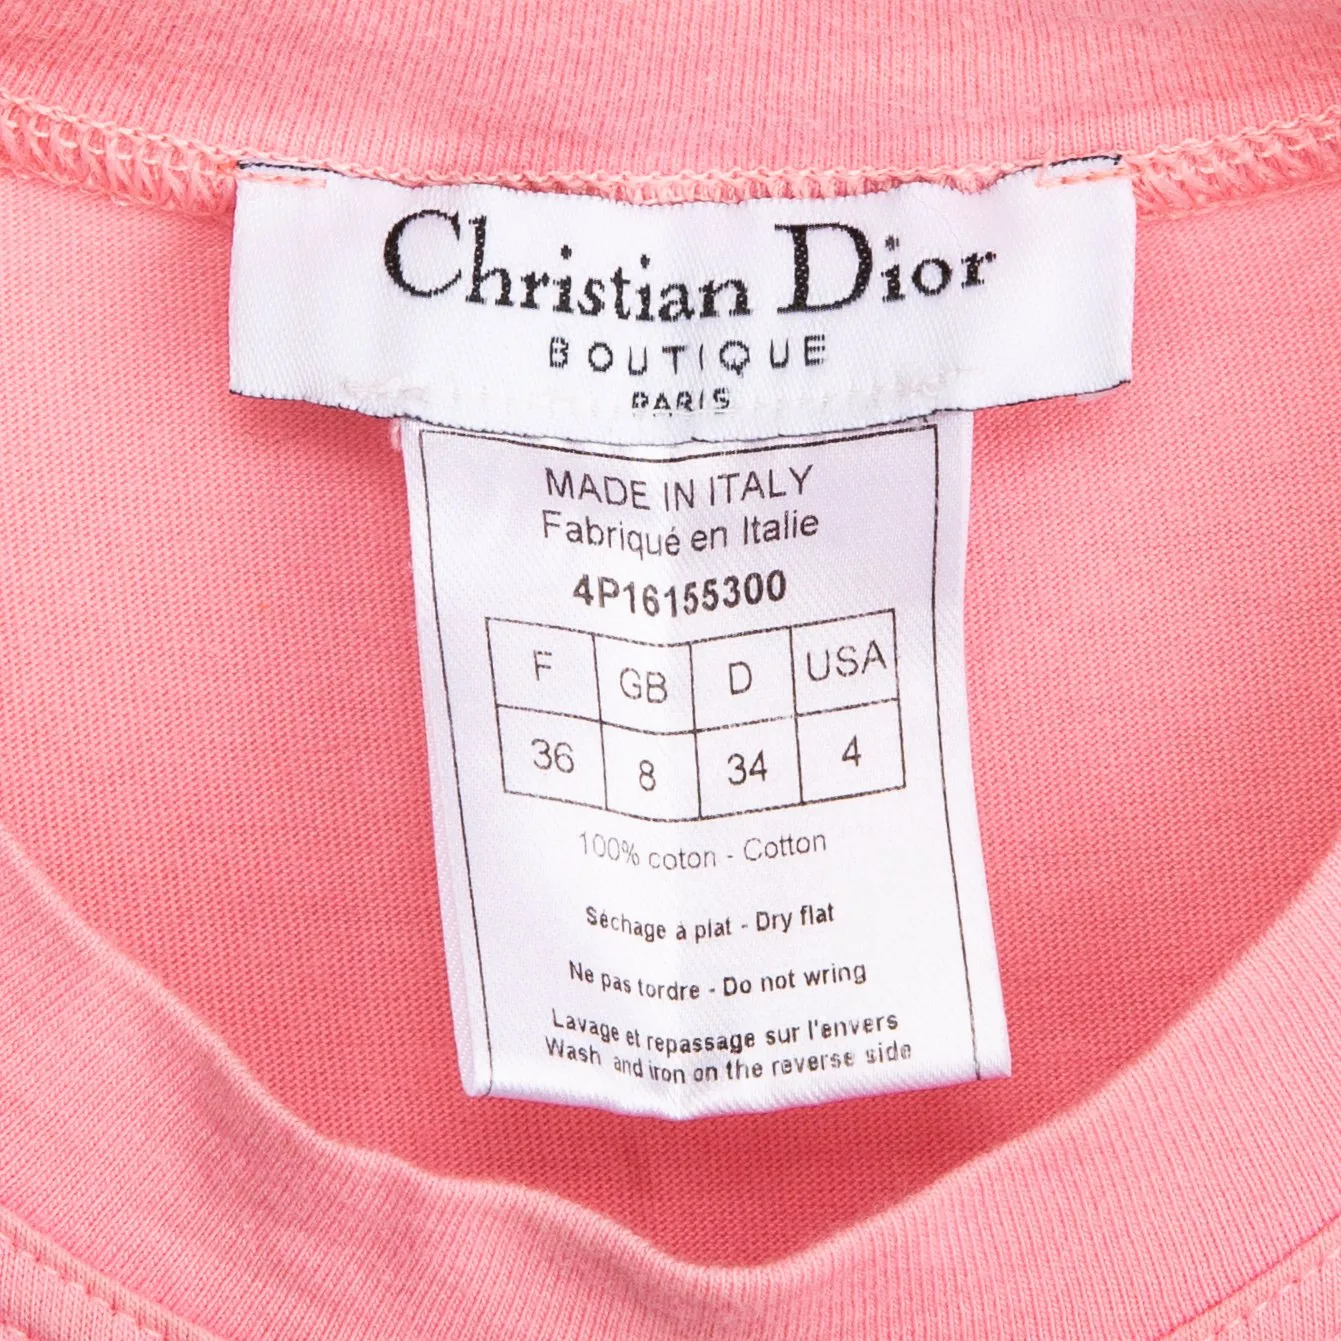 Christian Dior
BOUTIQUE
PARIS
MADE IN ITALY
Fabriqué en Italie
4P16155300
F GB D USA
36 8 34 4
100% coton - Cotton
Séchage à plat - Dry flat
Ne pas tordre - Do not wring
Lavage et repassage sur l'envers
Wash and iron on the reverse side